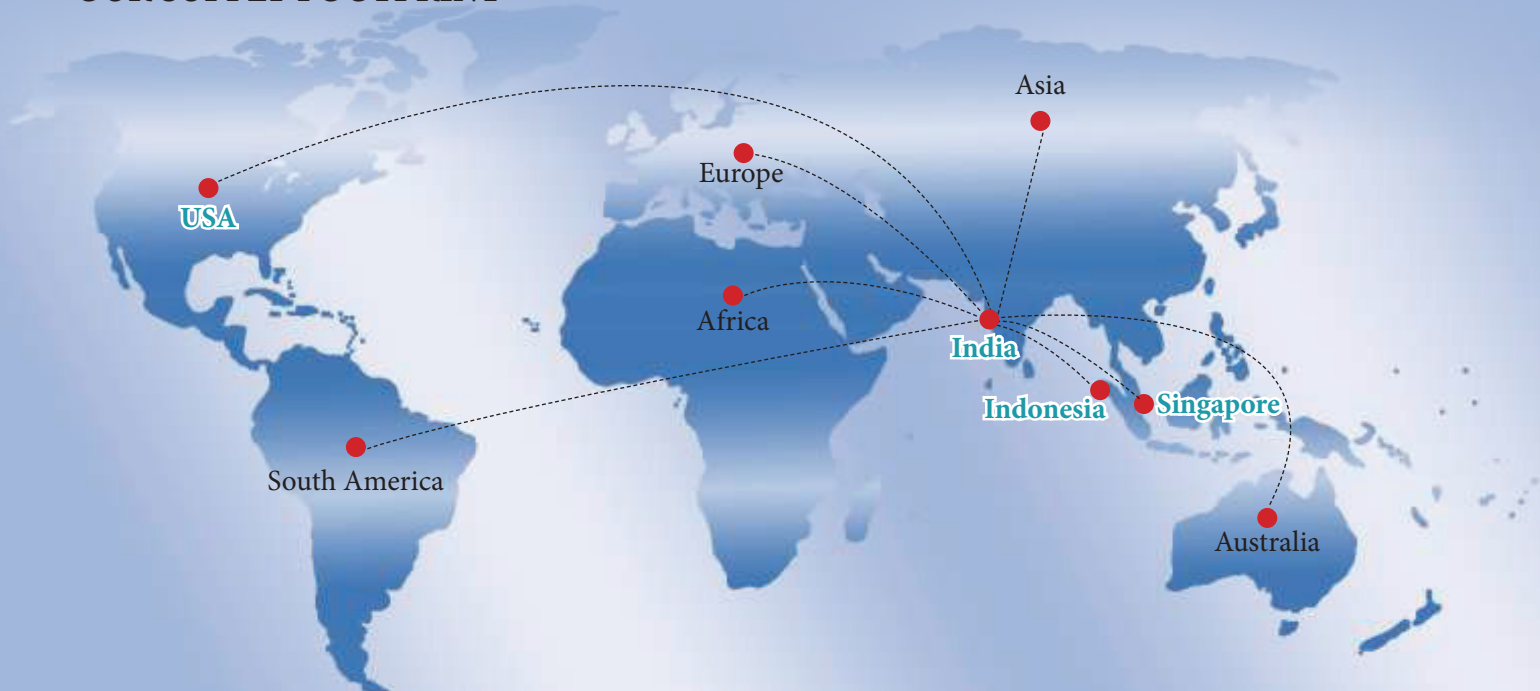 Asia
Europe
USA
Africa
India
Indonesia
Singapore
South America
Australia